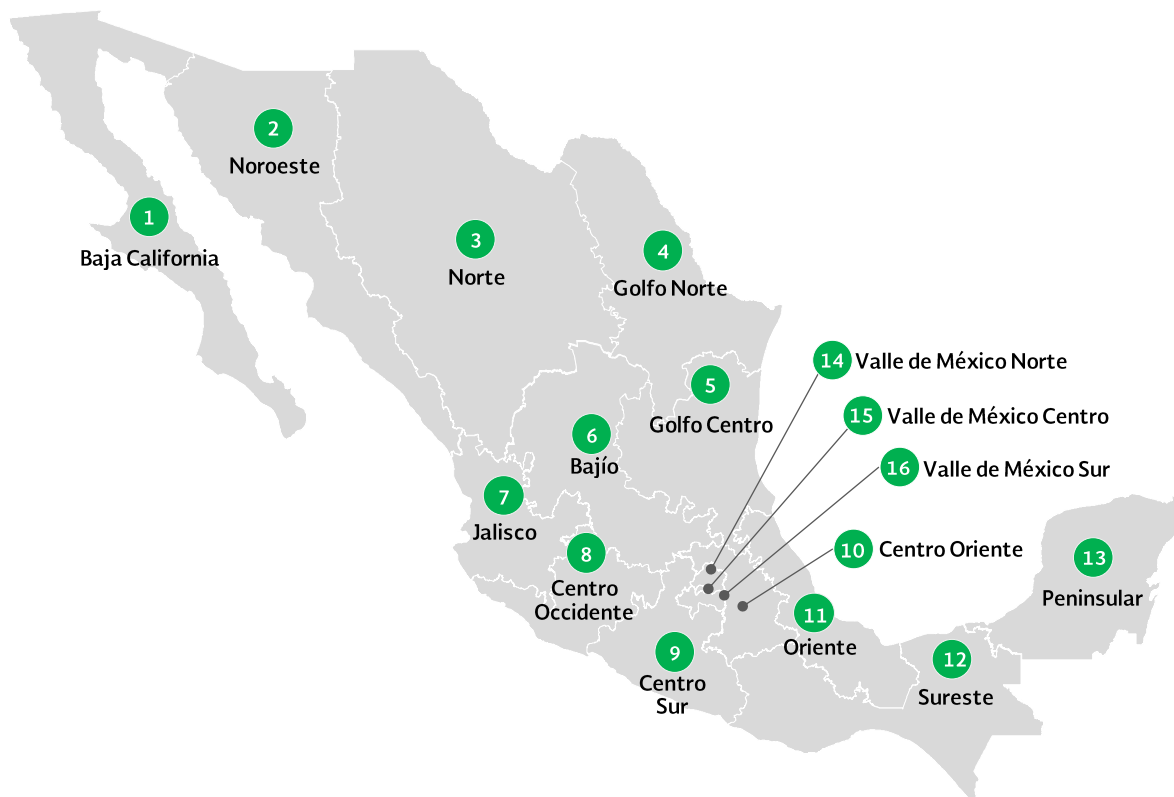 1
Baja California
2
Noroeste
3
Norte
4
Golfo Norte
5
Golfo Centro
6
Bajío
7
Jalisco
8
Centro
Occidente
9
Centro
Sur
10 Centro Oriente
11
Oriente
12
Sureste
13
Peninsular
14 Valle de México Norte
15 Valle de México Centro
16 Valle de México Sur